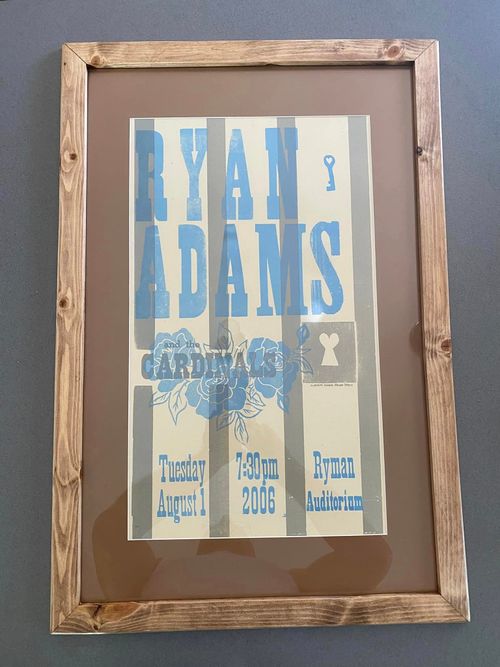 RYAN
ADAMS
and the
CARDINALS
Tuesday 7:30pm Ryman
August 1 2006 Auditorium